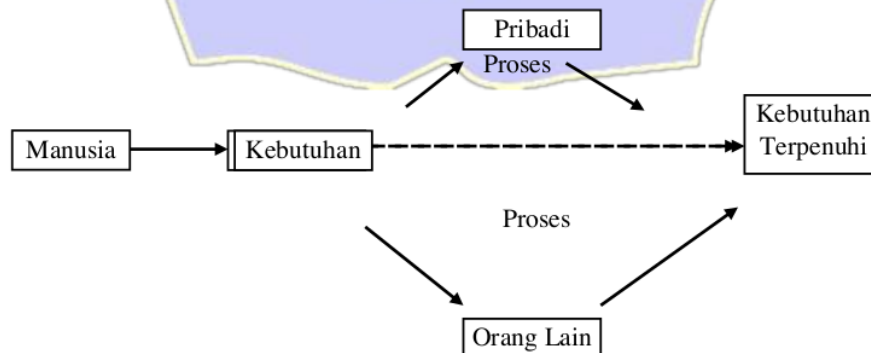 Pribadi
Proses
Manusia
Kebutuhan
Kebutuhan
Terpenuhi
Proses
Orang Lain